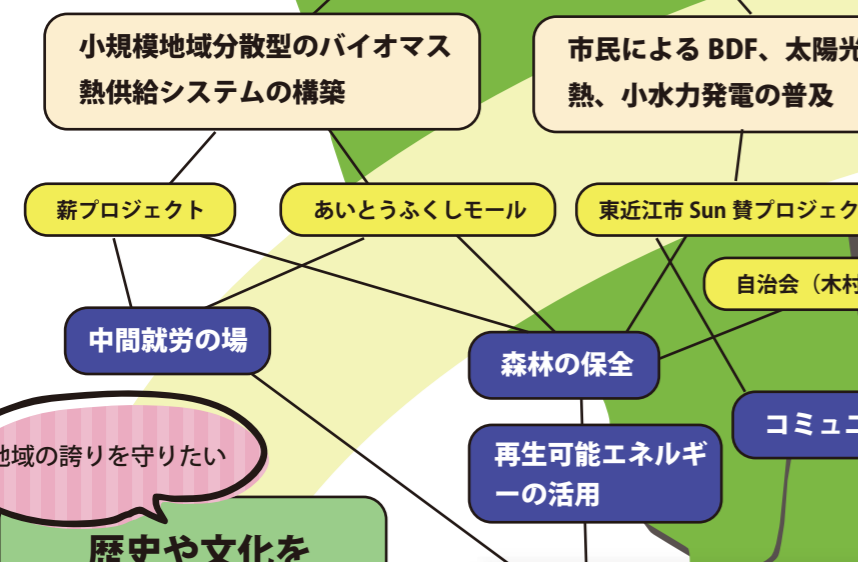 小規模地域分散型のバイオマス
熱供給システムの構築
市民による BDF、太陽光
熱、小水力発電の普及
薪プロジェクト
あいとうふくしモール
東近江市 Sun 賛プロジェク
自治会（木村
中間就労の場
森林の保全
コミュニ
再生可能エネルギ
ーの活用
地域の誇りを守りたい
歴史や文化を